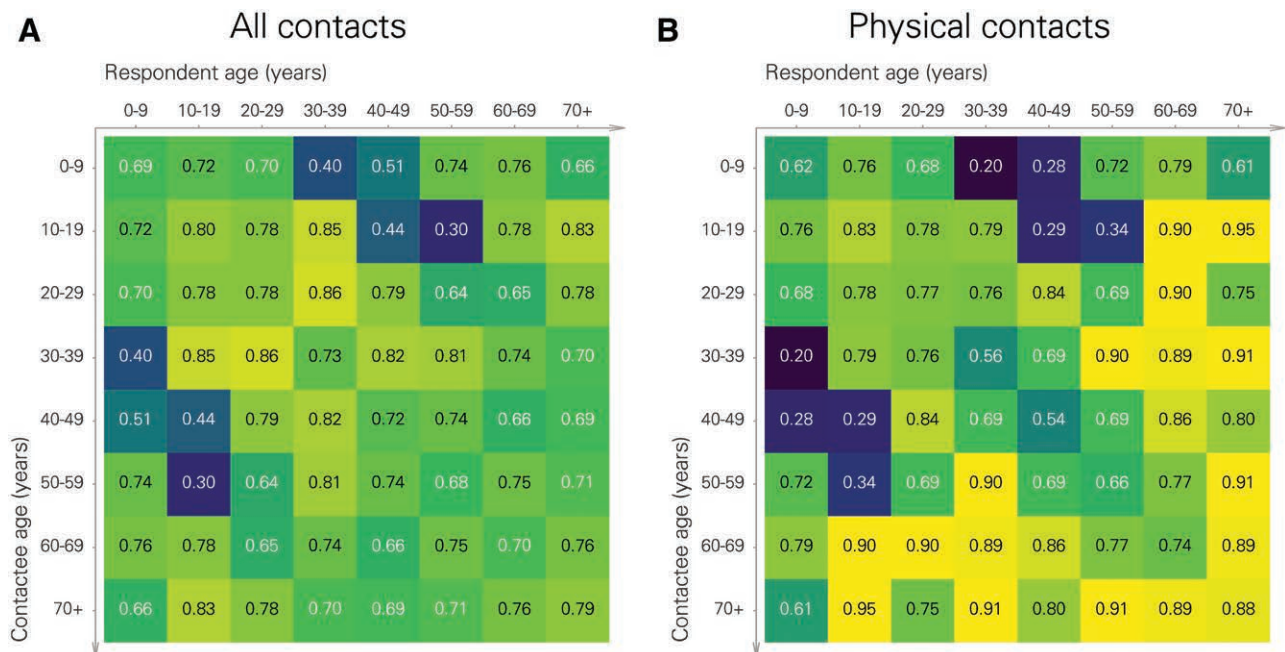 A All contacts
Respondent age (years)
0-9 10-19 20-29 30-39 40-49 50-59 60-69 70+
0-9 0.69 0.72 0.70 0.40 0.51 0.74 0.76 0.66
10-19 0.72 0.80 0.78 0.85 0.44 0.30 0.78 0.83
20-29 0.70 0.78 0.78 0.86 0.79 0.64 0.65 0.78
30-39 0.40 0.85 0.86 0.73 0.82 0.81 0.74 0.70
40-49 0.51 0.44 0.79 0.82 0.72 0.74 0.66 0.69
50-59 0.74 0.30 0.64 0.81 0.74 0.68 0.75 0.71
60-69 0.76 0.78 0.65 0.74 0.66 0.75 0.70 0.76
70+ 0.66 0.83 0.78 0.70 0.69 0.71 0.76 0.79
Contactee age (years)
B Physical contacts
Respondent age (years)
0-9 10-19 20-29 30-39 40-49 50-59 60-69 70+
0-9 0.62 0.76 0.68 0.20 0.28 0.72 0.79 0.61
10-19 0.76 0.83 0.78 0.79 0.29 0.34 0.90 0.95
20-29 0.68 0.78 0.77 0.76 0.84 0.69 0.90 0.75
30-39 0.20 0.79 0.76 0.56 0.69 0.90 0.89 0.91
40-49 0.28 0.29 0.84 0.69 0.54 0.69 0.86 0.80
50-59 0.72 0.34 0.69 0.90 0.69 0.66 0.77 0.91
60-69 0.79 0.90 0.90 0.89 0.86 0.77 0.74 0.89
70+ 0.61 0.95 0.75 0.91 0.80 0.91 0.89 0.88
Contactee age (years)